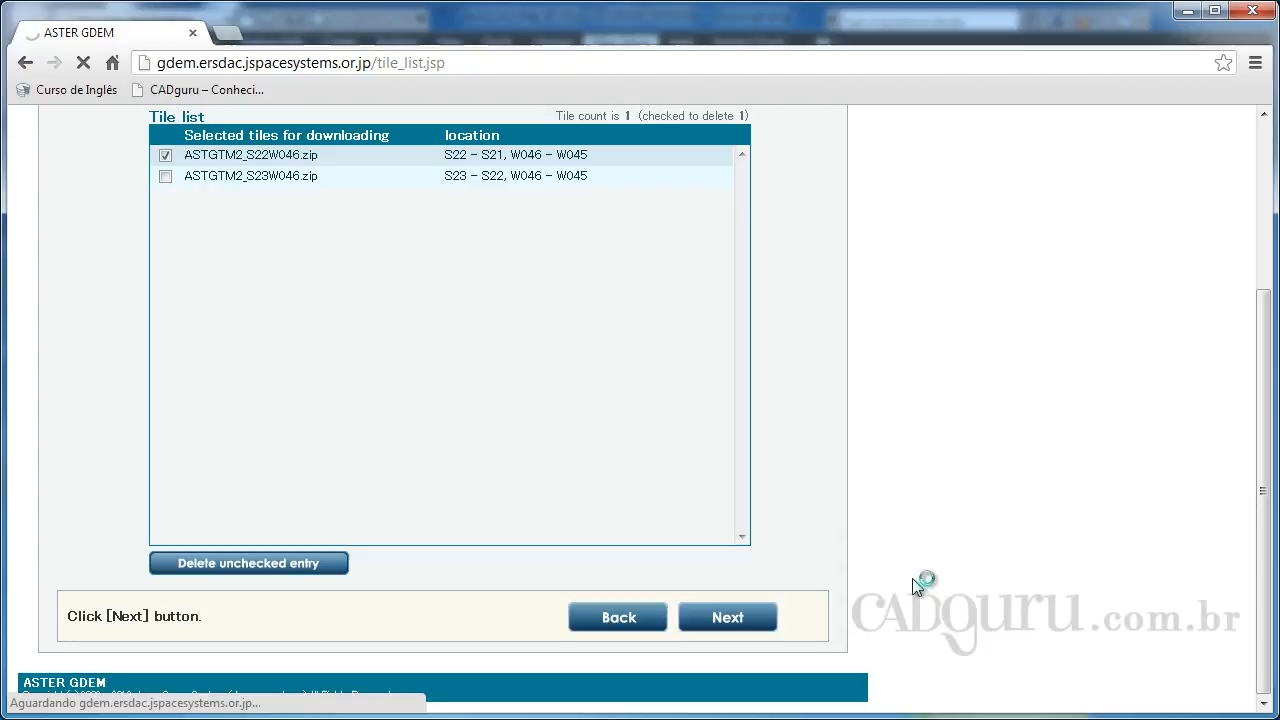 ASTER GDEM
gdem.ersdac.jspacesystems.or.jp/tile_list.jsp
Curso de Inglês
CADguru – Conheci...
Tile list
Tile count is 1 (checked to delete 1)
Selected tiles for downloading location
ASTGTM2_S22W046.zip S22 – S21, W046 – W045
ASTGTM2_S23W046.zip S23 – S22, W046 – W045
Delete unchecked entry
Click [Next] button.
Back
Next
CADguru.com.br
ASTER GDEM
Aguardando gdem.ersdac.jspacesystems.or.jp...